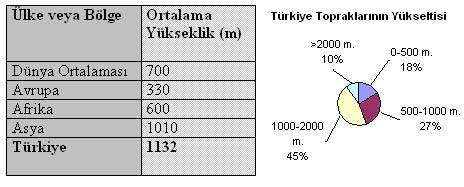 Ülke veya Bölge Ortalama Yükseklik (m)
Dünya Ortalaması 700
Avrupa 330
Afrika 600
Asya 1010
Türkiye 1132
Türkiye Topraklarının Yükseltisi
>2000 m.
10%
0-500 m.
18%
500-1000 m.
27%
1000-2000
m.
45%